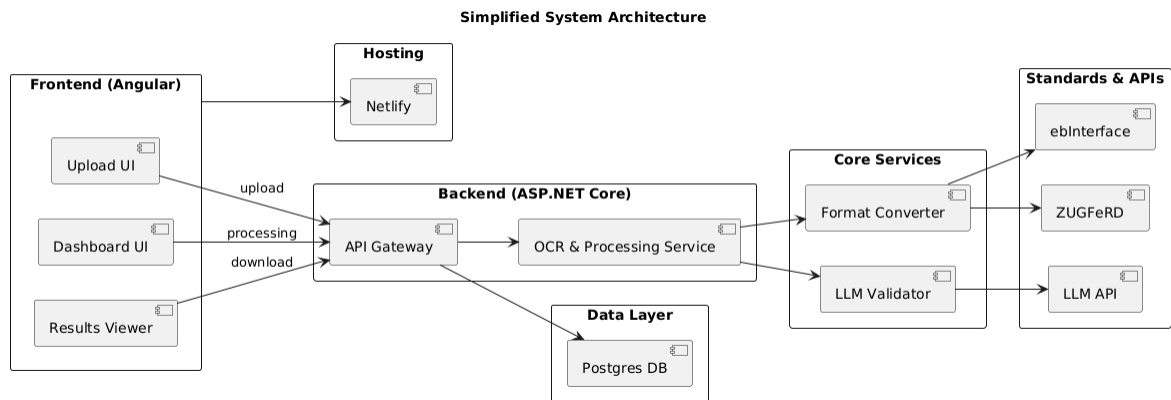 Simplified System Architecture
Hosting
Netlify
Frontend (Angular)
Upload UI
Dashboard UI
Results Viewer
upload
processing
download
Backend (ASP.NET Core)
API Gateway
OCR & Processing Service
Data Layer
Postgres DB
Core Services
Format Converter
LLM Validator
Standards & APIs
ebInterface
ZUGFeRD
LLM API